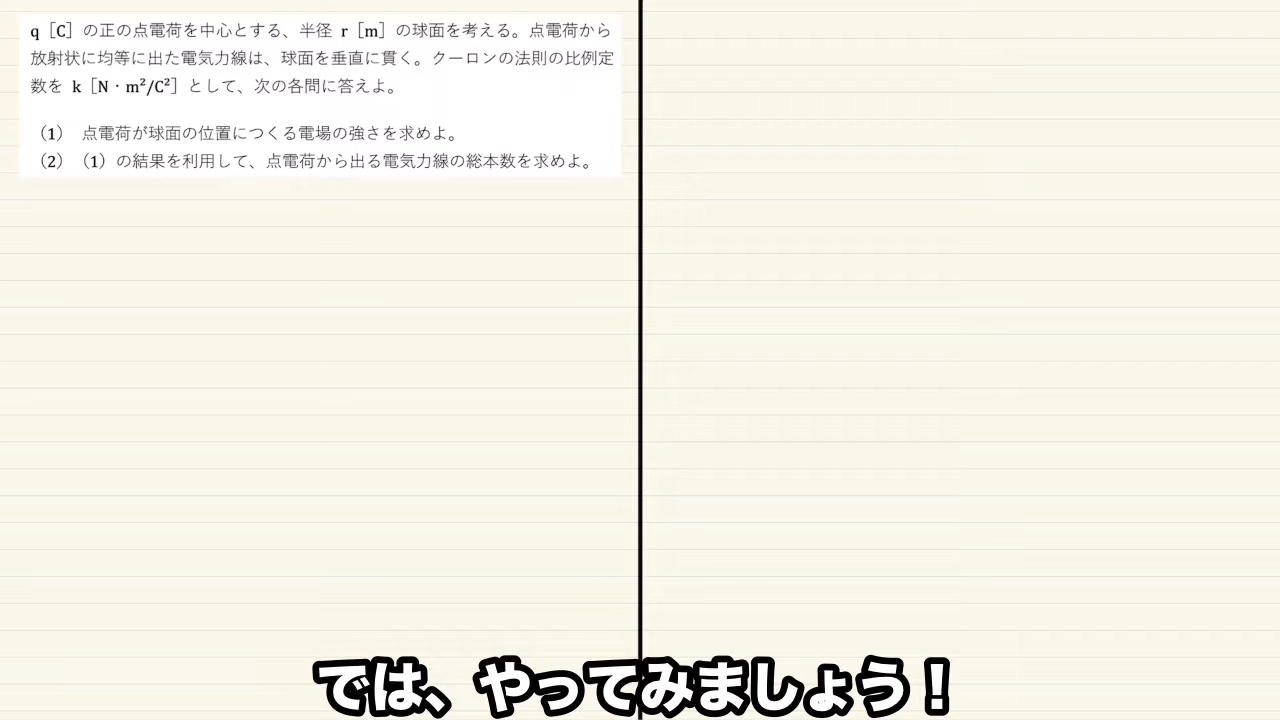 q［C］の正の点電荷を中心とする、半径 r［m］の球面を考える。点電荷から
放射状に均等に出た電気力線は、球面を垂直に貫く。クーロンの法則の比例定
数を k［N・m²/C²］として、次の各問に答えよ。
（1） 点電荷が球面の位置につくる電場の強さを求めよ。
（2）（1）の結果を利用して、点電荷から出る電気力線の総本数を求めよ。
では、やってみましょう！